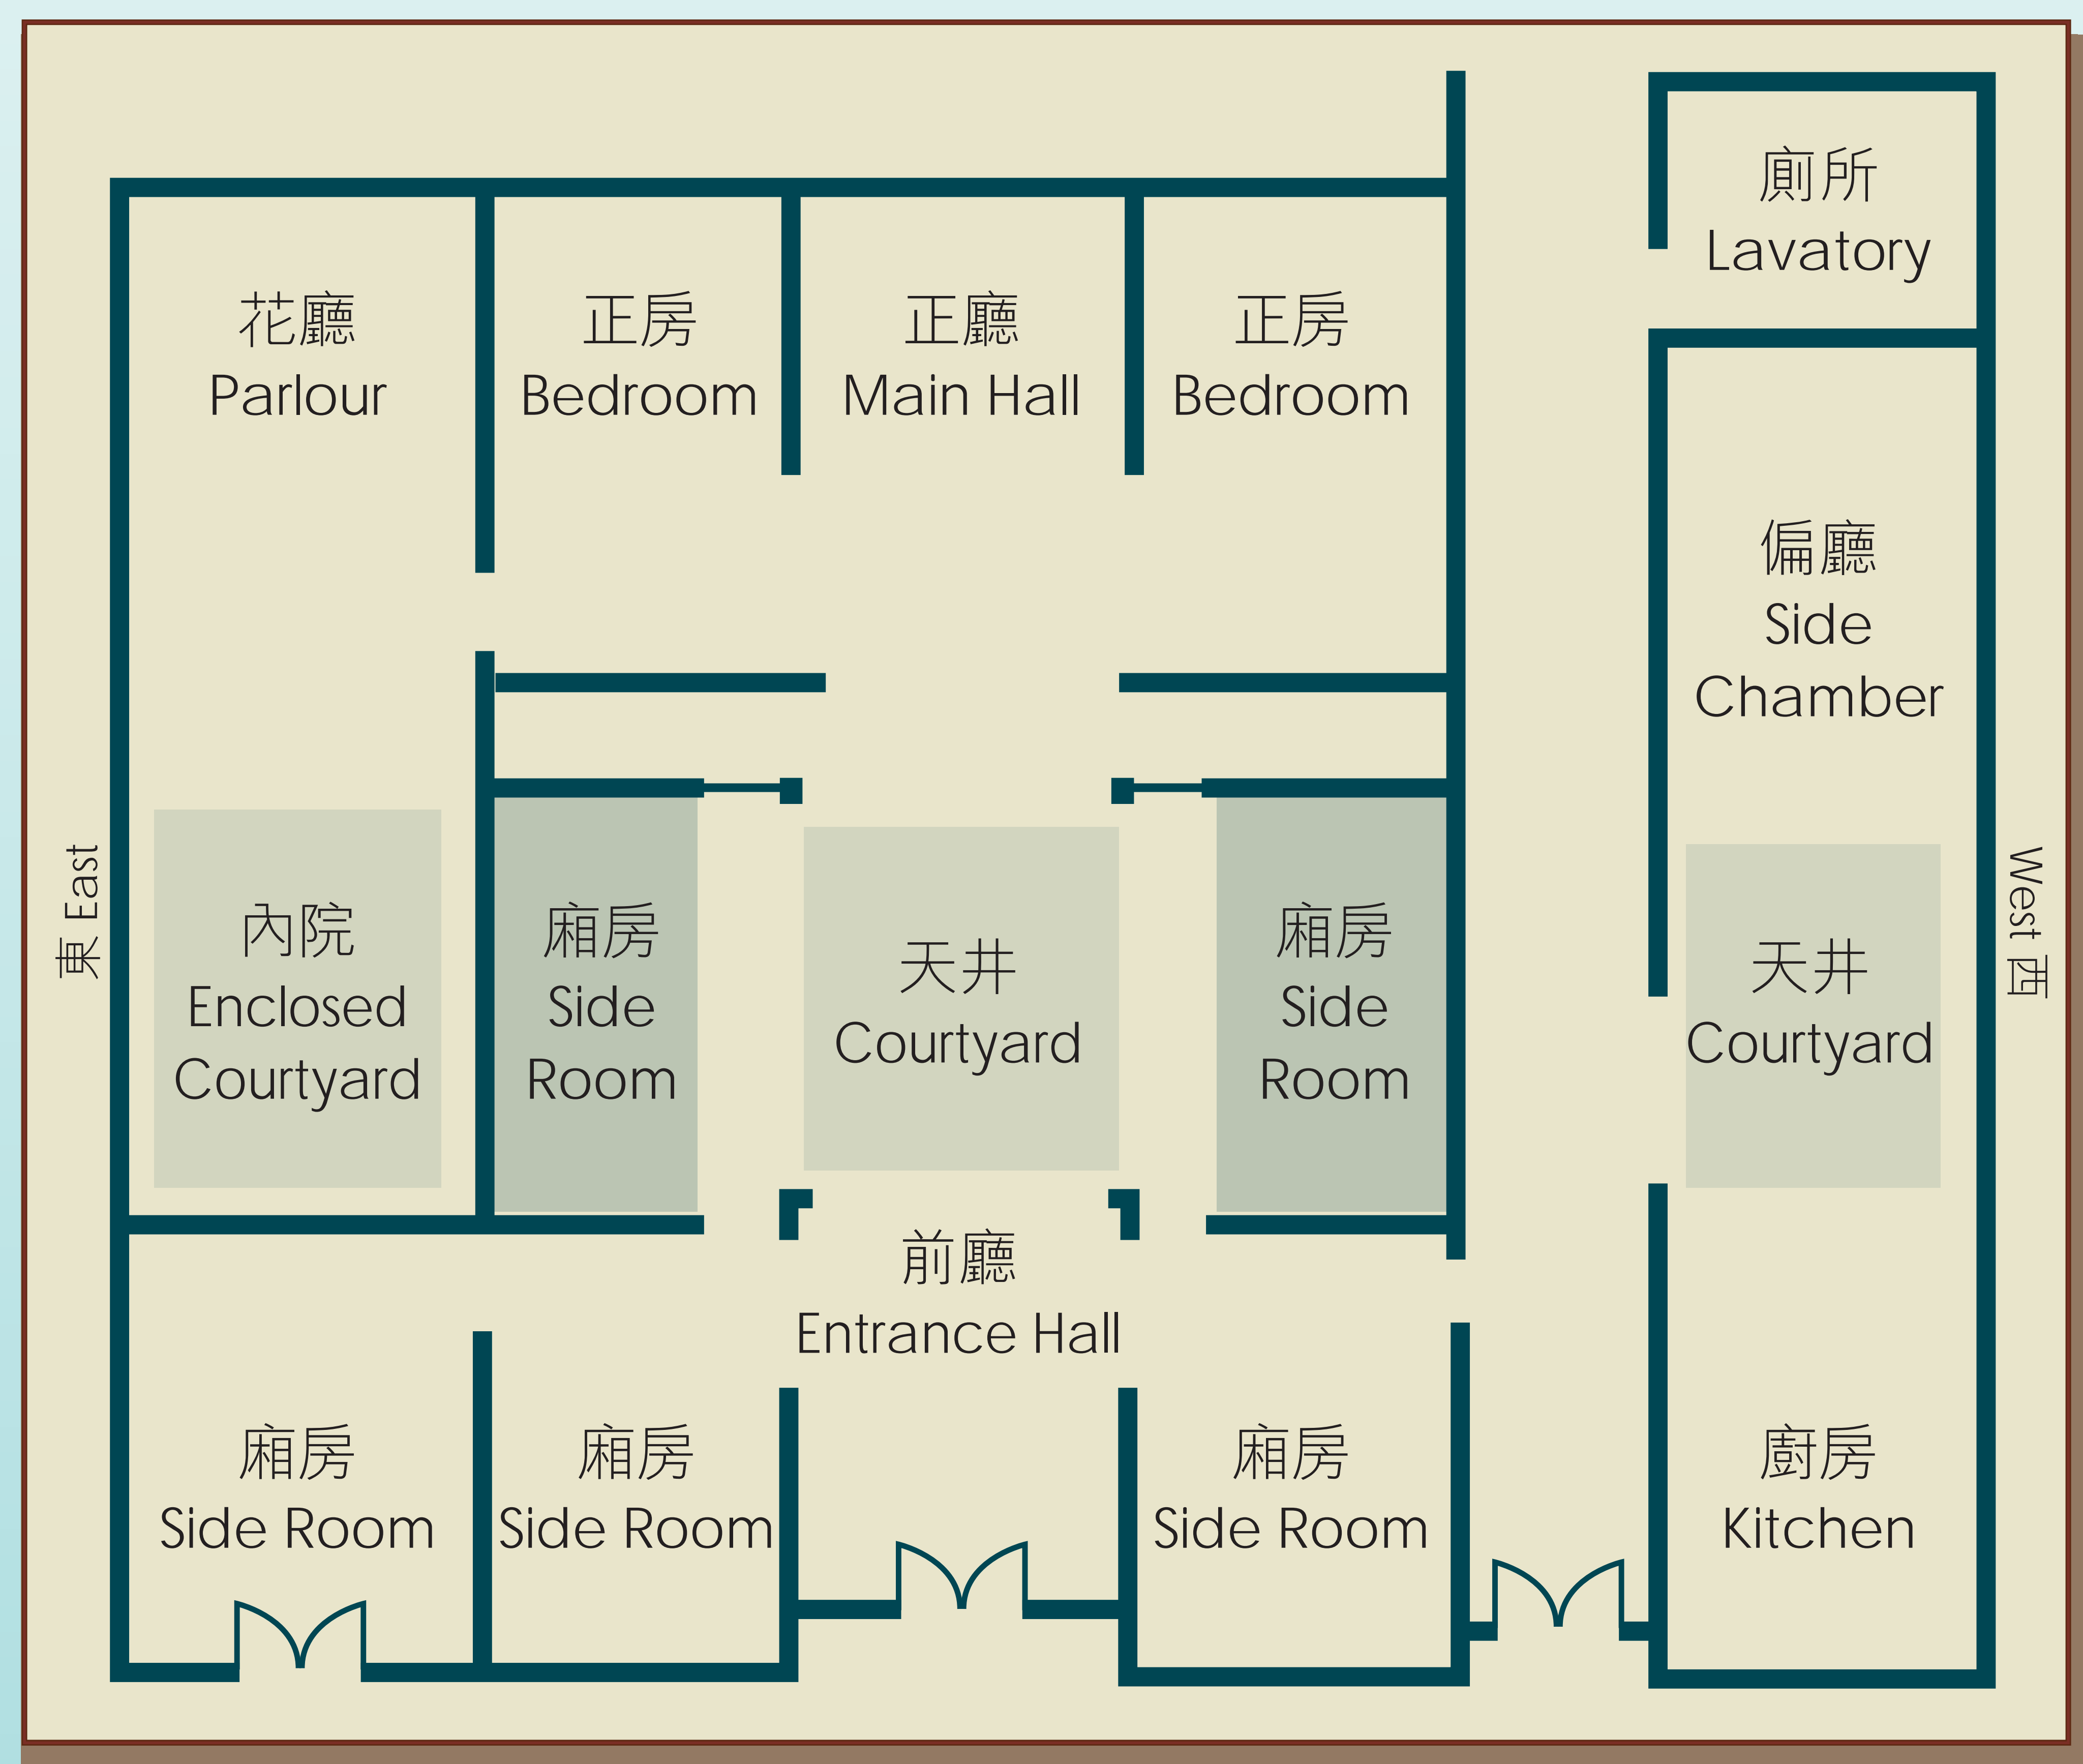 廁所
Lavatory
花廳
Parlour
正房
Bedroom
正廳
Main Hall
正房
Bedroom
偏廳
Side
Chamber
東 East
內院
Enclosed
Courtyard
廂房
Side
Room
天井
Courtyard
廂房
Side
Room
天井
Courtyard
West 西
前廳
Entrance Hall
廂房
Side Room
廂房
Side Room
廂房
Side Room
廚房
Kitchen